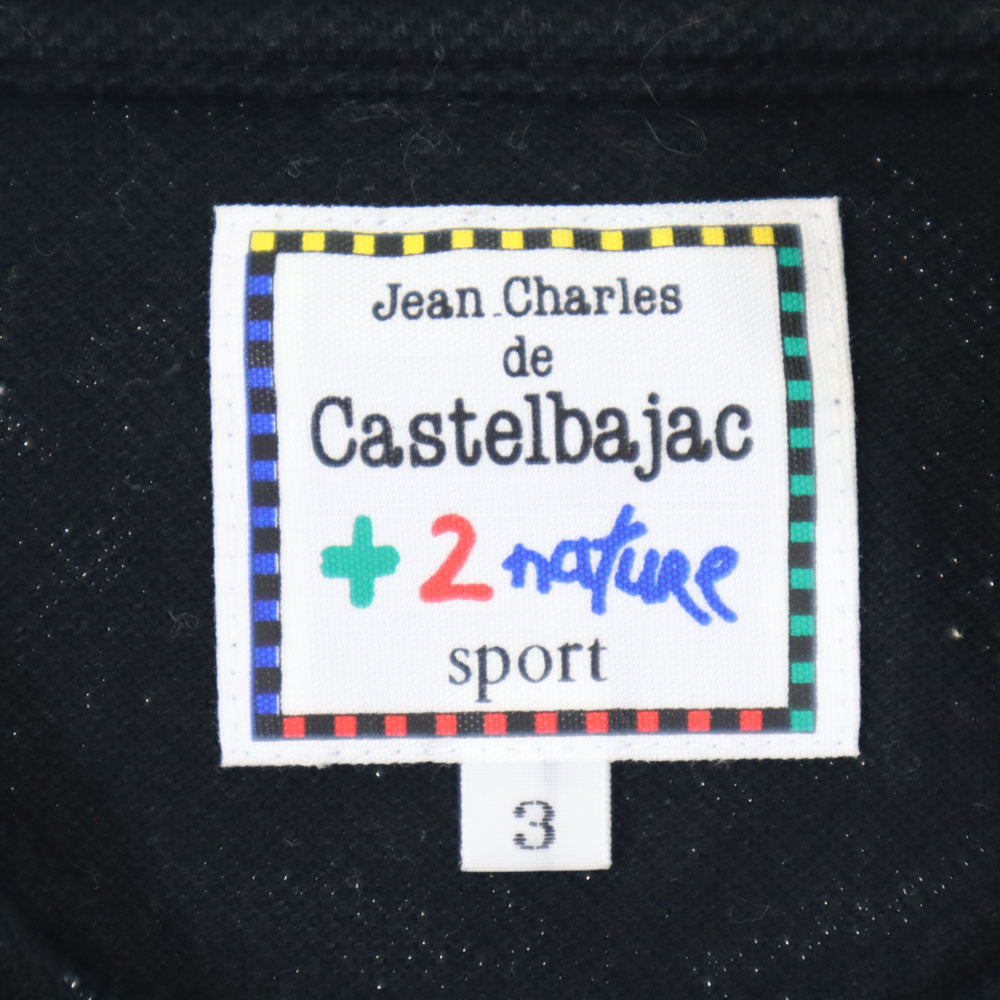 Jean Charles
de
Castelbajac
+2 nature
sport
3